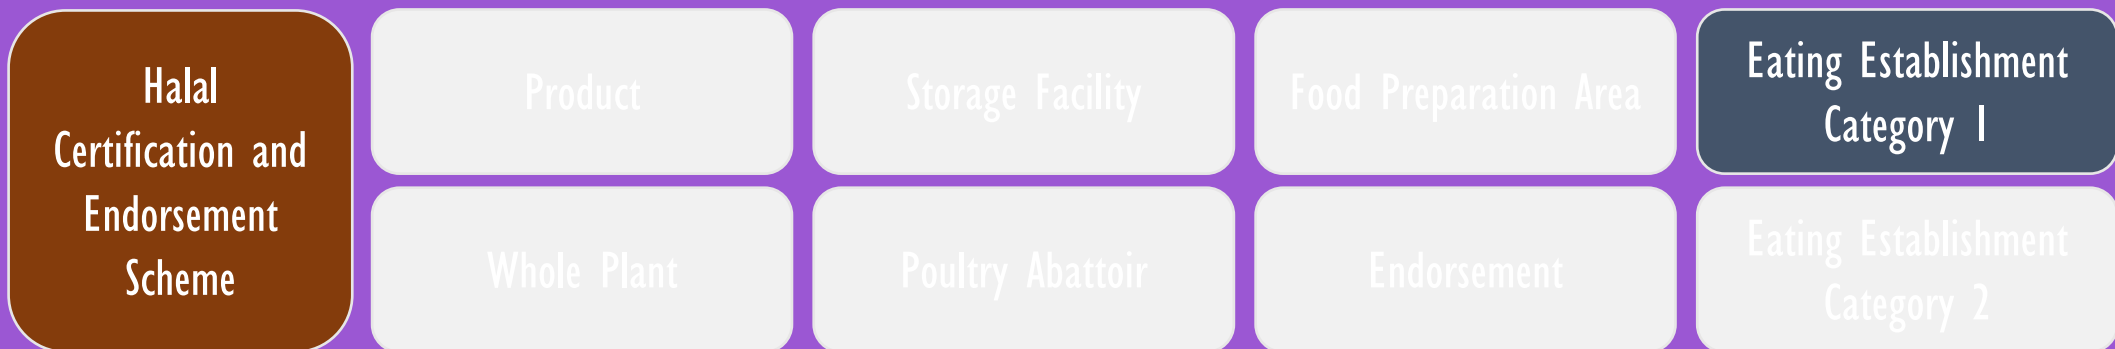 Halal
Certification and
Endorsement
Scheme
Product
Storage Facility
Food Preparation Area
Eating Establishment
Category 1
Whole Plant
Poultry Abattoir
Endorsement
Eating Establishment
Category 2